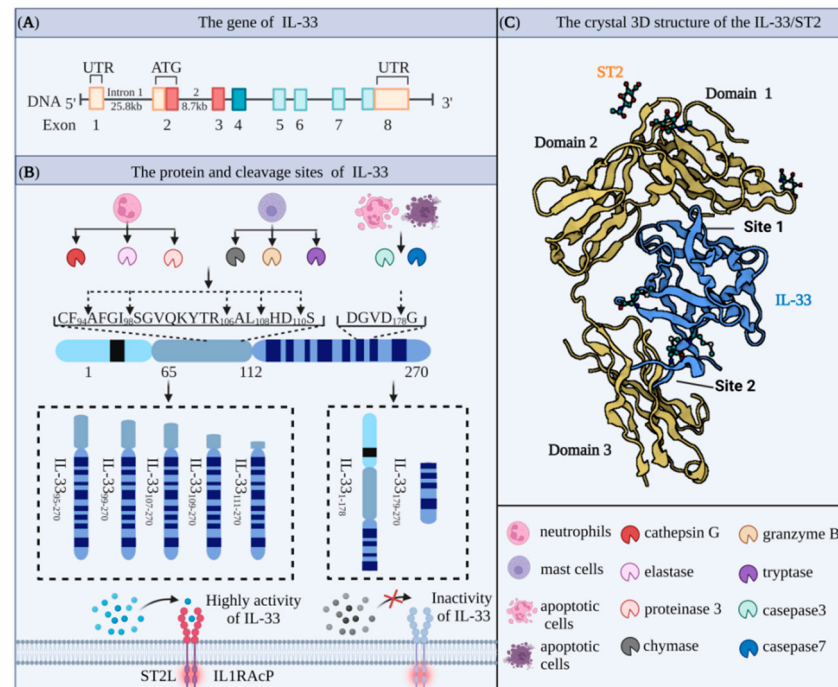 (A) The gene of IL-33
UTR ATG UTR
Intron 1 2
DNA 5' 25.8kb 8.7kb 3'
Exon 1 2 3 4 5 6 7 8
(B) The protein and cleavage sites of IL-33
CF94AFGI98SGVQKYTR106AL108HD110S DGVD178G
1 65 112 270
IL-3395-270
IL-3399-270
IL-33107-270
IL-33109-270
IL-33111-270
IL-331-178
IL-33179-270
Highly activity
of IL-33
Inactivity
of IL-33
ST2L IL1RAcP
(C) The crystal 3D structure of the IL-33/ST2
ST2
Domain 1
Domain 2
Site 1
IL-33
Site 2
Domain 3
neutrophils cathepsin G granzyme B
mast cells elastase tryptase
apoptotic
cells
proteinase 3 casepase3
apoptotic
cells
chymase casepase7